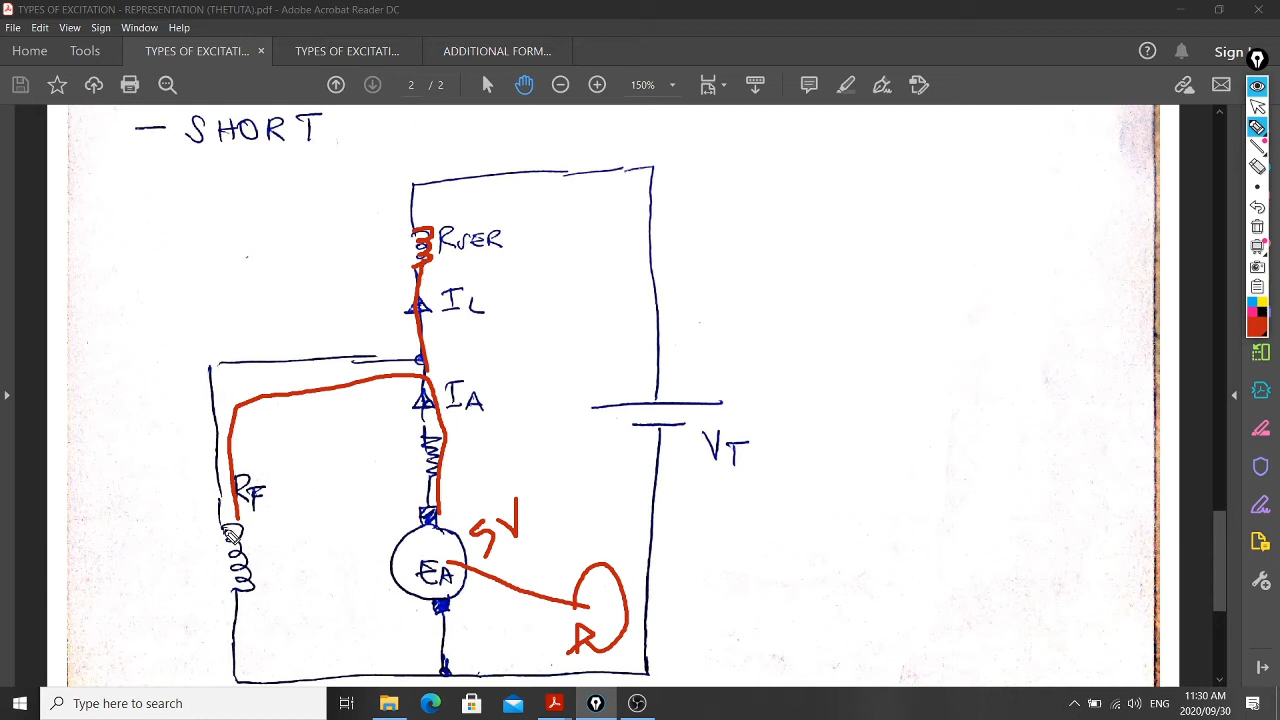 TYPES OF EXCITATION - REPRESENTATION (THETUTA).pdf - Adobe Acrobat Reader DC
File Edit View Sign Window Help
Home Tools TYPES OF EXCITATI... × TYPES OF EXCITATI... ADDITIONAL FORM... Sign
2 / 2 150%
— SHORT
RSER
IL
IA
VT
RF
5V
EA
Type here to search
ENG
11:30 AM
2020/09/30